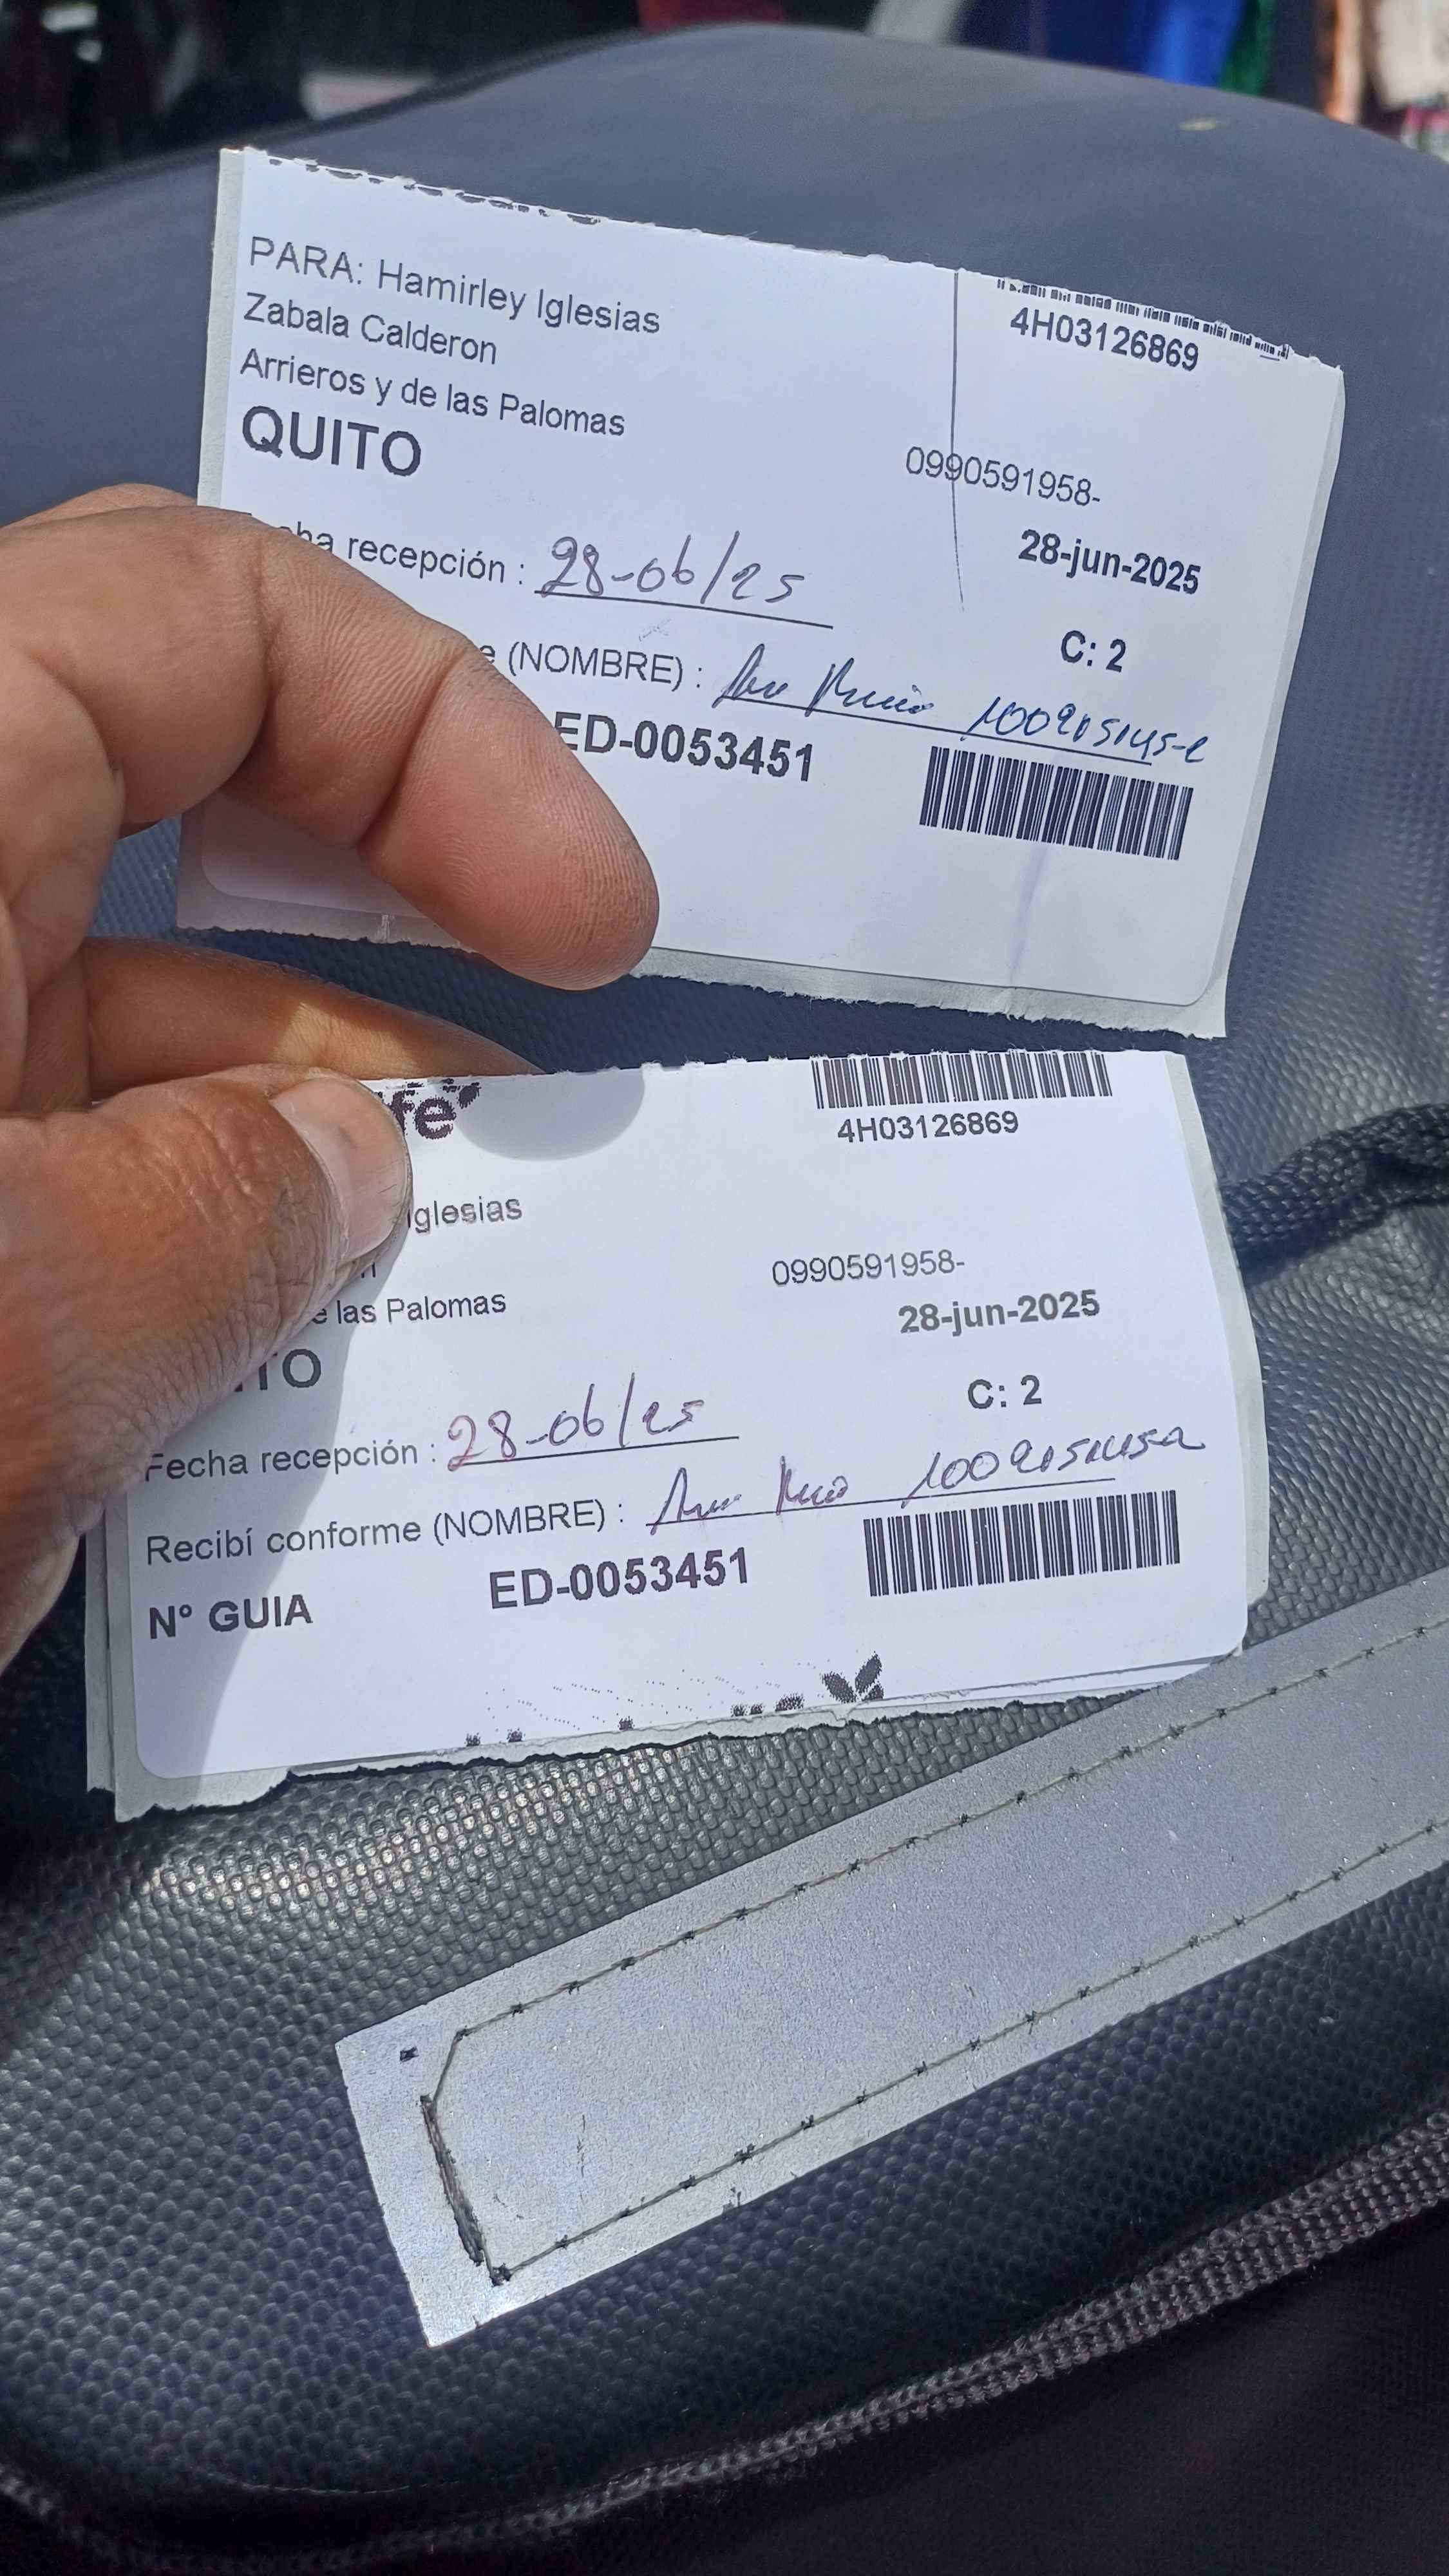 PARA: Hamirley Iglesias
4H03126869
Zabala Calderon
Arrieros y de las Palomas
QUITO
0990591958-
28-jun-2025
recepción : 28-06/25
C: 2
(NOMBRE) :
ED-0053451
fe
4H03126869
Iglesias
0990591958-
las Palomas
28-jun-2025
TO
C: 2
Fecha recepción : 28-06/25
Recibí conforme (NOMBRE) :
N° GUIA ED-0053451